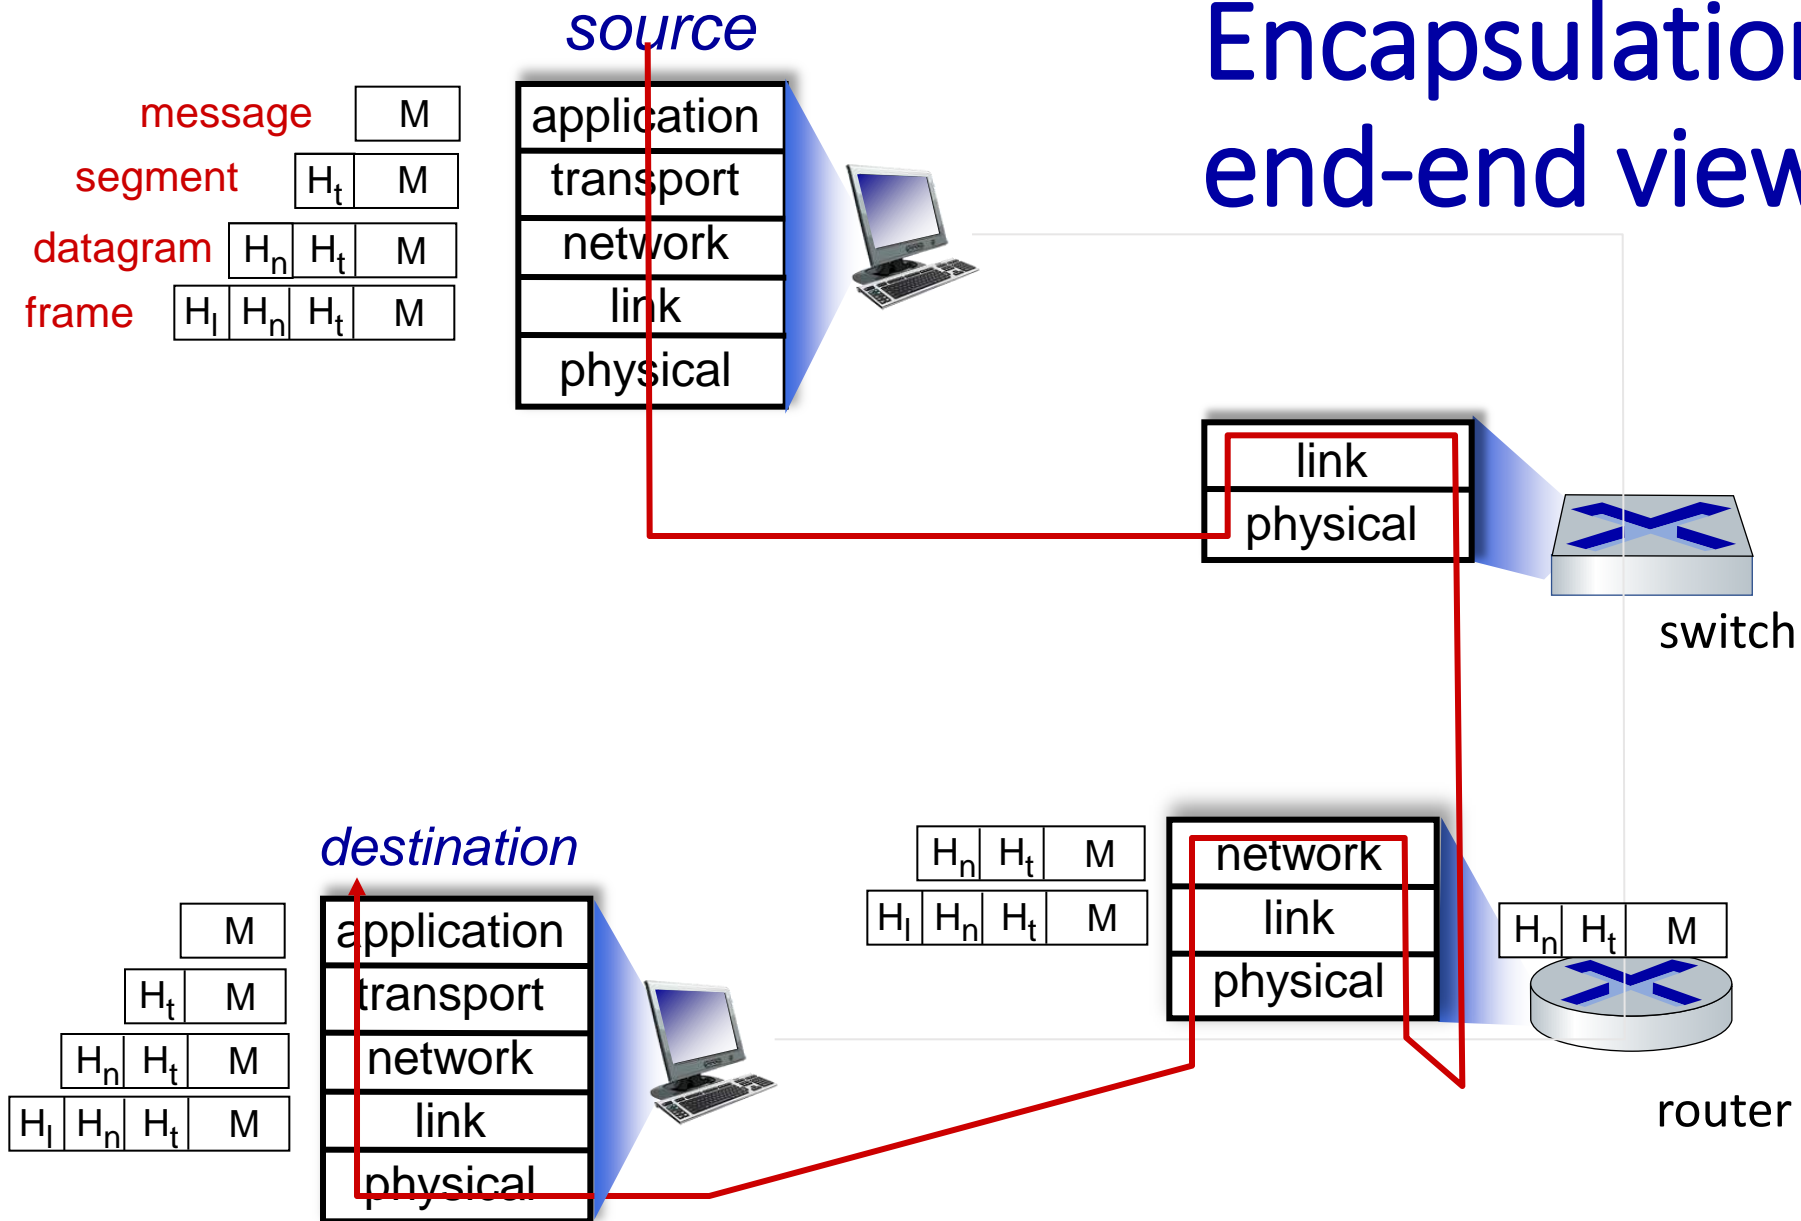 source
Encapsulation
end-end view
message M
segment Ht M
datagram Hn Ht M
frame Hl Hn Ht M
application
transport
network
link
physical
link
physical
switch
destination
M
Ht M
Hn Ht M
Hl Hn Ht M
application
transport
network
link
physical
Hn Ht M
Hl Hn Ht M
network
link
physical
Hn Ht M
router